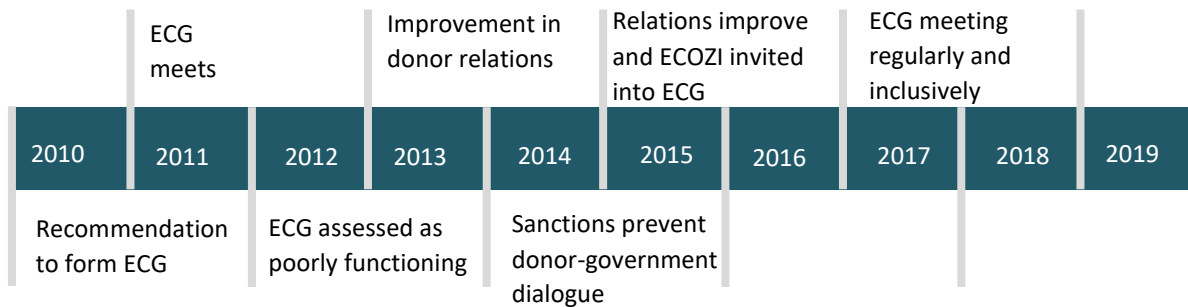 ECG
meets
Improvement in
donor relations
Relations improve
and ECOZI invited
into ECG
ECG meeting
regularly and
inclusively
2010
2011
2012
2013
2014
2015
2016
2017
2018
2019
Recommendation
to form ECG
ECG assessed as
poorly functioning
Sanctions prevent
donor-government
dialogue